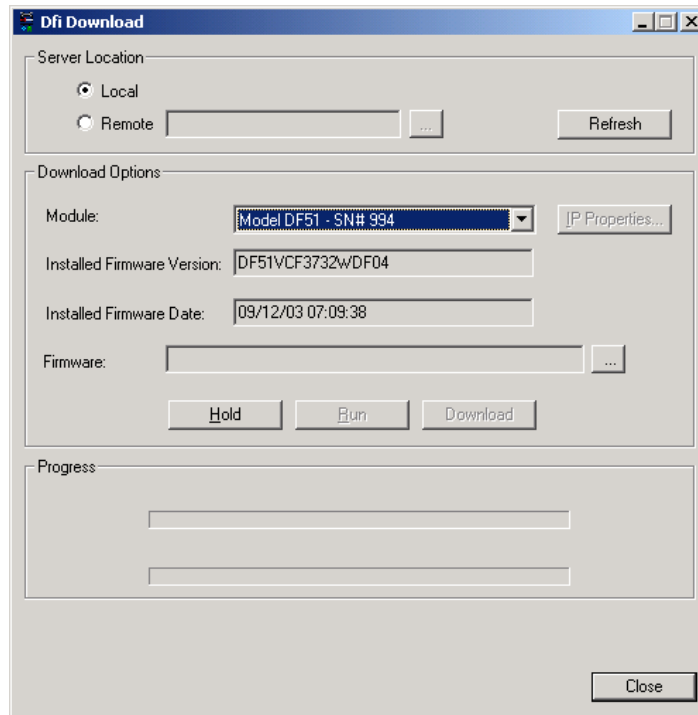 Dfi Download
Server Location
Local
Remote ...
Refresh
Download Options
Module: Model DF51 - SN# 994 IP Properties...
Installed Firmware Version: DF51VCF3732WDF04
Installed Firmware Date: 09/12/03 07:09:38
Firmware: ...
Hold Run Download
Progress
Close